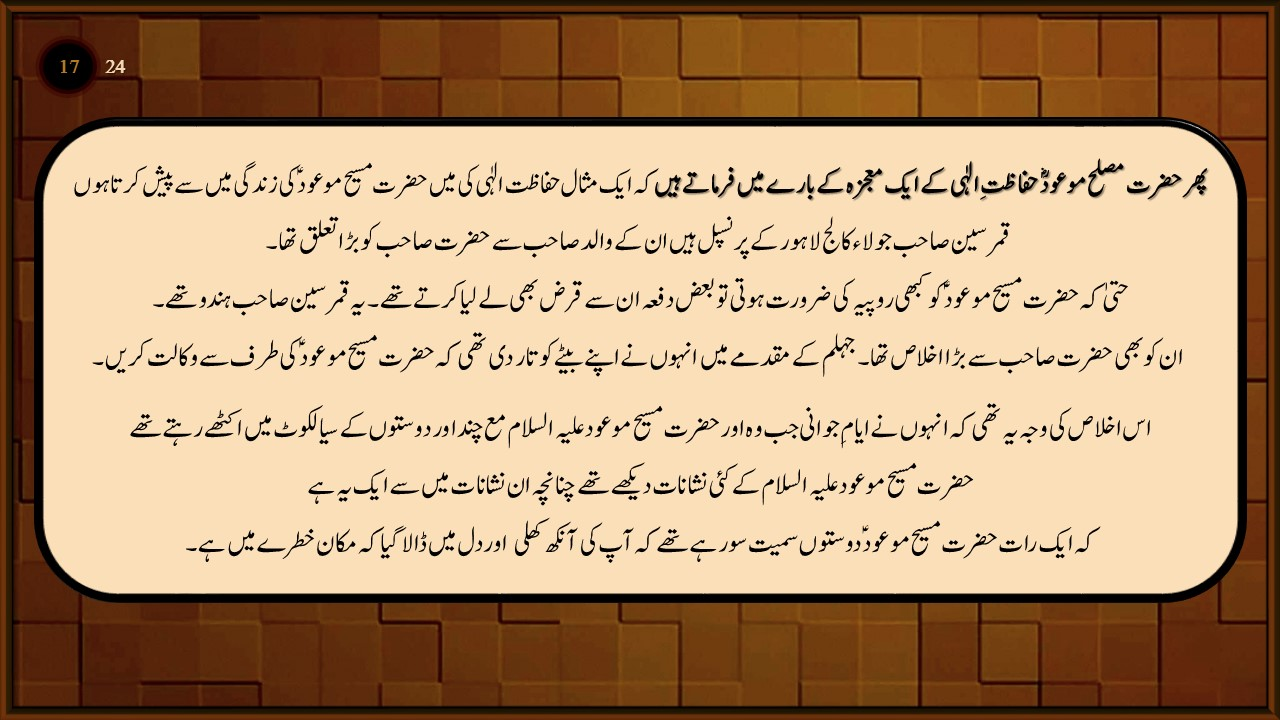 17 24
پھر حضرت مصلح موعودؓ حفاظتِ الٰہی کے ایک معجزہ کے بارے میں فرماتے ہیں کہ ایک مثال حفاظت الٰہی کی میں حضرت مسیح موعودؑ کی زندگی میں سے پیش کرتا ہوں
قمر سین صاحب جو لاء کالج لاہور کے پرنسپل ہیں ان کے والد صاحب سے حضرت صاحب کو بڑا تعلق تھا۔
حتیٰ کہ حضرت مسیح موعودؑ کو کبھی روپیہ کی ضرورت ہوتی تو بعض دفعہ ان سے قرض بھی لے لیا کرتے تھے۔ یہ قمر سین صاحب ہندو تھے۔
ان کو بھی حضرت صاحب سے بڑا اخلاص تھا۔ جہلم کے مقدمے میں انہوں نے اپنے بیٹے کو تار دی تھی کہ حضرت مسیح موعودؑ کی طرف سے وکالت کریں۔
اس اخلاص کی وجہ یہ تھی کہ انہوں نے ایامِ جوانی جب وہ اور حضرت مسیح موعود علیہ السلام مع چند اور دوستوں کے سیالکوٹ میں اکٹھے رہتے تھے
حضرت مسیح موعود علیہ السلام کے کئی نشانات دیکھے تھے چنانچہ ان نشانات میں سے ایک یہ ہے
کہ ایک رات حضرت مسیح موعودؑ دوستوں سمیت سو رہے تھے کہ آپ کی آنکھ کھلی اور دل میں ڈالا گیا کہ مکان خطرے میں ہے۔